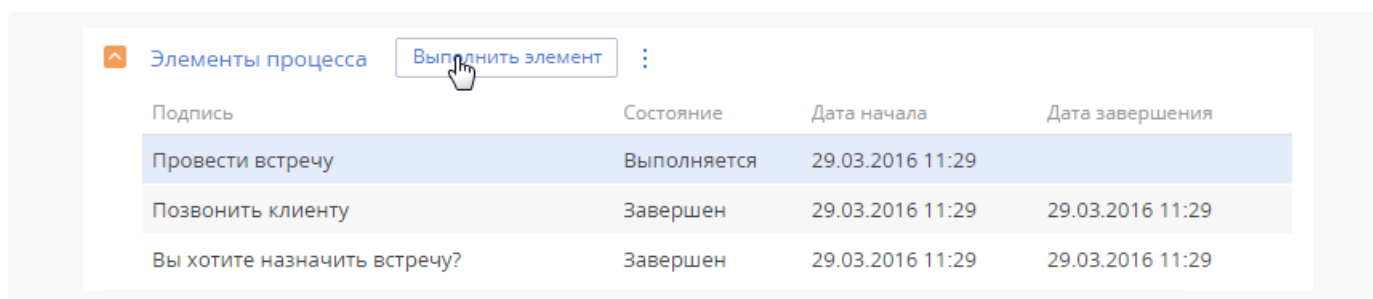 Элементы процесса Выполнить элемент
Подпись Состояние Дата начала Дата завершения
Провести встречу Выполняется 29.03.2016 11:29
Позвонить клиенту Завершен 29.03.2016 11:29 29.03.2016 11:29
Вы хотите назначить встречу? Завершен 29.03.2016 11:29 29.03.2016 11:29